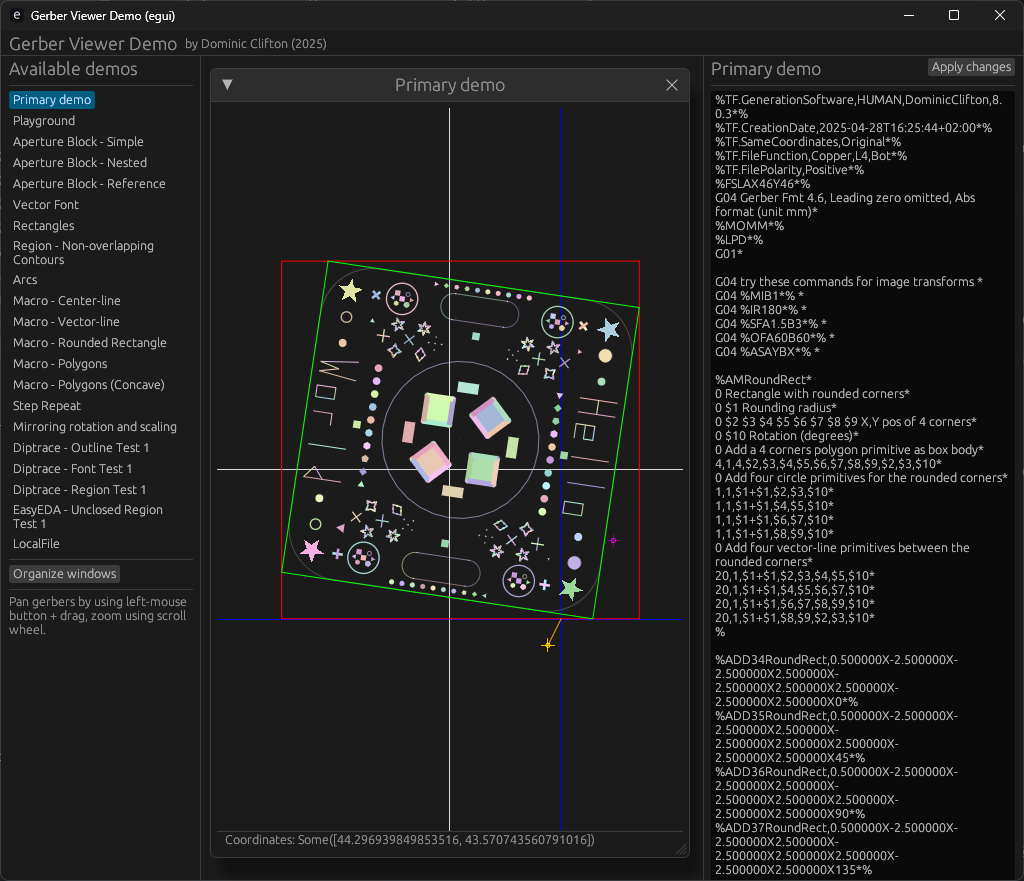 Gerber Viewer Demo (egui)
Gerber Viewer Demo by Dominic Clifton (2025)
Available demos
Primary demo
Playground
Aperture Block - Simple
Aperture Block - Nested
Aperture Block - Reference
Vector Font
Rectangles
Region - Non-overlapping
Contours
Arcs
Macro - Center-line
Macro - Vector-line
Macro - Rounded Rectangle
Macro - Polygons
Macro - Polygons (Concave)
Step Repeat
Mirroring rotation and scaling
Diptrace - Outline Test 1
Diptrace - Font Test 1
Diptrace - Region Test 1
EasyEDA - Unclosed Region
Test 1
LocalFile
Organize windows
Pan gerbers by using left-mouse
button + drag, zoom using scroll
wheel.
Primary demo
Coordinates: Some([44.296939849853516, 43.570743560791016])
Primary demo
Apply changes
%TF.GenerationSoftware,HUMAN,DominicClifton,8.
0.3*%
%TF.CreationDate,2025-04-28T16:25:44+02:00*%
%TF.SameCoordinates,Original*%
%TF.FileFunction,Copper,L4,Bot*%
%TF.FilePolarity,Positive*%
%FSLAX46Y46*%
G04 Gerber Fmt 4.6, Leading zero omitted, Abs
format (unit mm)*
%MOMM*%
%LPD*%
G01*
G04 try these commands for image transforms *
G04 %MIB1*% *
G04 %IR180*% *
G04 %SFA1.5B3*% *
G04 %OFA60B60*% *
G04 %ASAYBX*% *
%AMRoundRect*
0 Rectangle with rounded corners*
0 $1 Rounding radius*
0 $2 $3 $4 $5 $6 $7 $8 $9 X,Y pos of 4 corners*
0 $10 Rotation (degrees)*
0 Add a 4 corners polygon primitive as box body*
4,1,4,$2,$3,$4,$5,$6,$7,$8,$9,$2,$3,$10*
0 Add four circle primitives for the rounded corners*
1,1,$1+$1,$2,$3,$10*
1,1,$1+$1,$4,$5,$10*
1,1,$1+$1,$6,$7,$10*
1,1,$1+$1,$8,$9,$10*
0 Add four vector-line primitives between the
rounded corners*
20,1,$1+$1,$2,$3,$4,$5,$10*
20,1,$1+$1,$4,$5,$6,$7,$10*
20,1,$1+$1,$6,$7,$8,$9,$10*
20,1,$1+$1,$8,$9,$2,$3,$10*
%
%ADD34RoundRect,0.500000X-2.500000X-
2.500000X2.500000X-
2.500000X2.500000X2.500000X-
2.500000X2.500000X0*%
%ADD35RoundRect,0.500000X-2.500000X-
2.500000X2.500000X-
2.500000X2.500000X2.500000X-
2.500000X2.500000X45*%
%ADD36RoundRect,0.500000X-2.500000X-
2.500000X2.500000X-
2.500000X2.500000X2.500000X-
2.500000X2.500000X90*%
%ADD37RoundRect,0.500000X-2.500000X-
2.500000X2.500000X-
2.500000X2.500000X2.500000X-
2.500000X2.500000X135*%